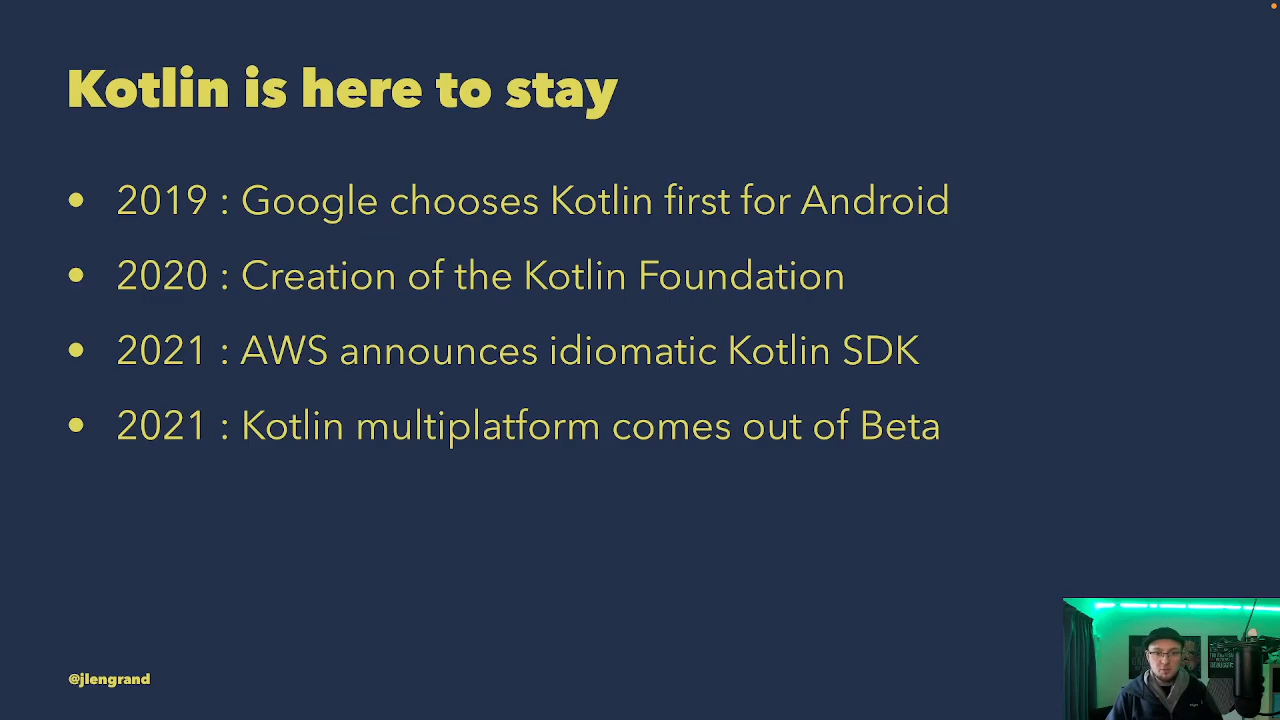 Kotlin is here to stay
• 2019 : Google chooses Kotlin first for Android
• 2020 : Creation of the Kotlin Foundation
• 2021 : AWS announces idiomatic Kotlin SDK
• 2021 : Kotlin multiplatform comes out of Beta
@jlengrand